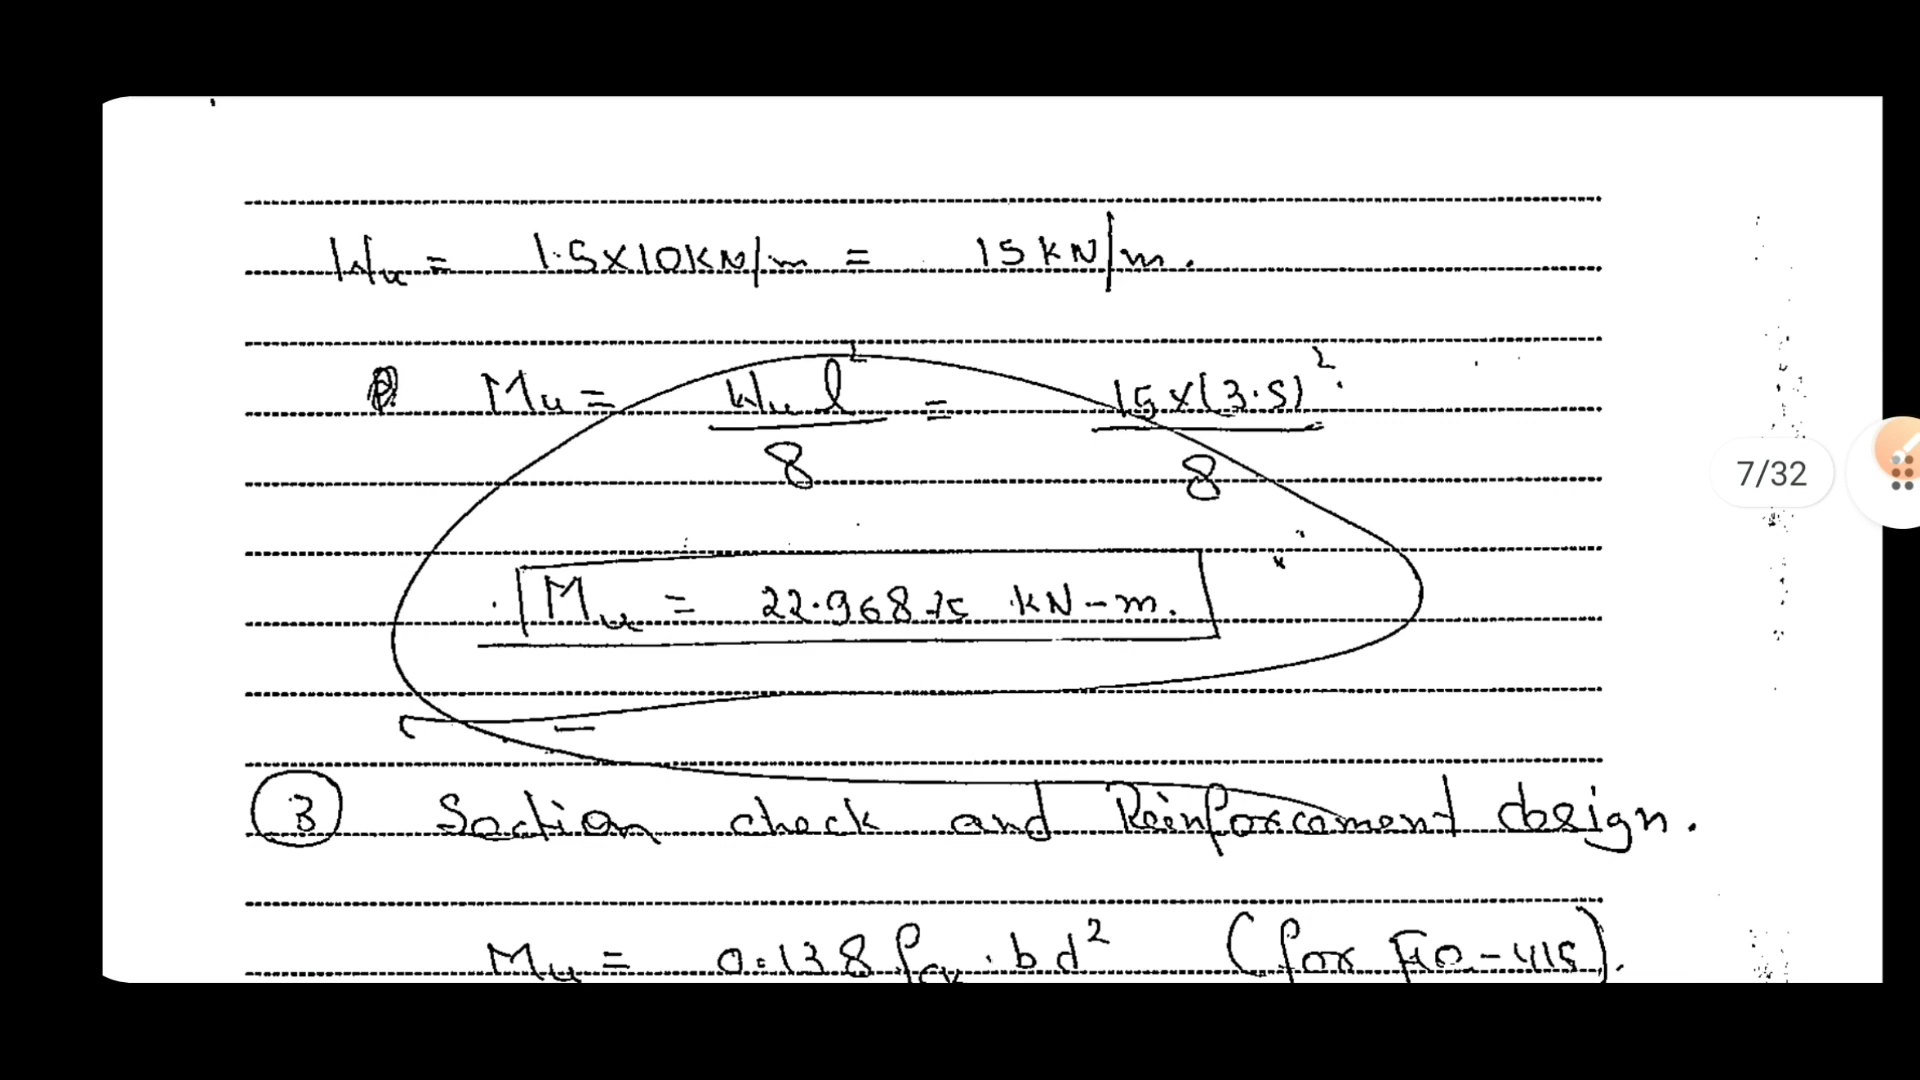 Wu = 1.5×10KN/m = 15KN/m.
Mu = Wu l² / 8 = 15×(3.5)² / 8
Mu = 22.96875 KN-m.
7/32
③ Section check and Reinforcement design.
Mu = 0.138 fck.bd² (for Fe-415).